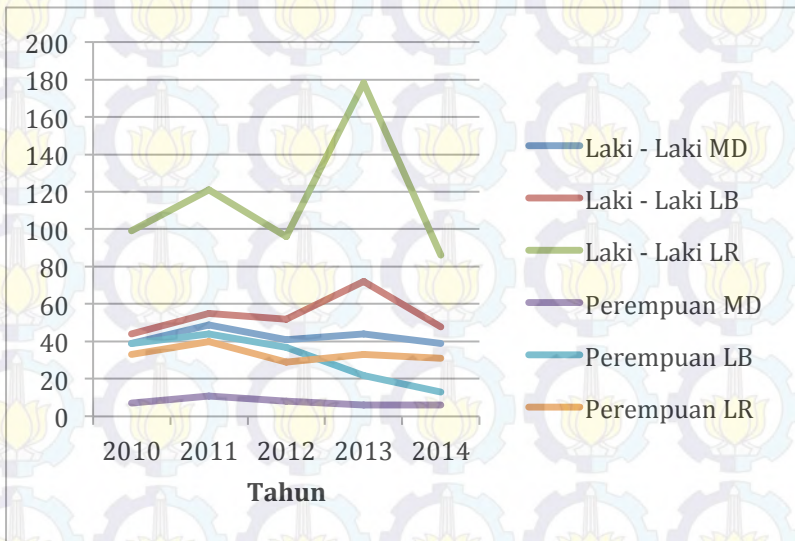 200
180
160
140
120
100
80
60
40
20
0
2010 2011 2012 2013 2014
Tahun
Laki - Laki MD
Laki - Laki LB
Laki - Laki LR
Perempuan MD
Perempuan LB
Perempuan LR